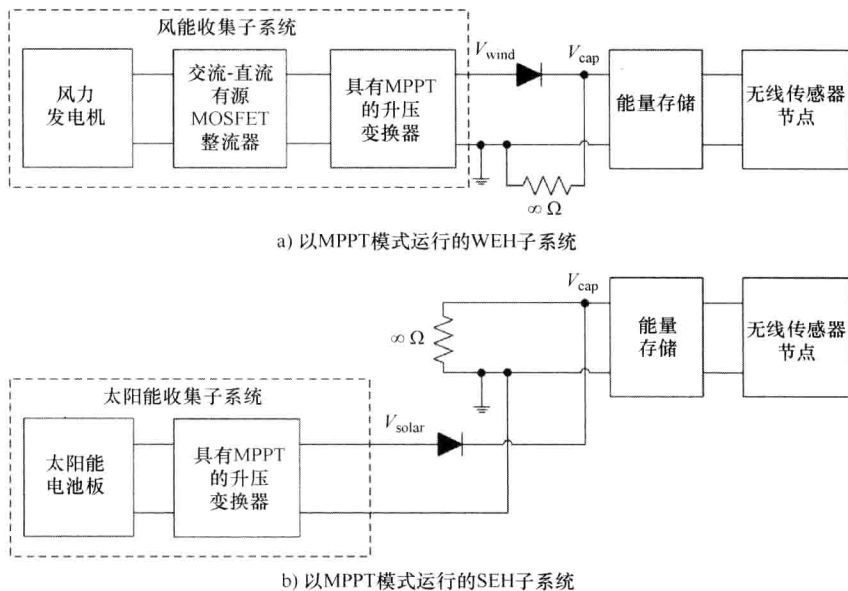 风能收集子系统
风力
发电机
交流-直流
有源
MOSFET
整流器
具有MPPT
的升压
变换器
Vwind
Vcap
∞ Ω
能量存储
无线传感器
节点
a) 以MPPT模式运行的WEH子系统
Vcap
∞ Ω
能量
存储
无线传感器
节点
太阳能收集子系统
太阳能
电池板
具有MPPT
的升压
变换器
Vsolar
b) 以MPPT模式运行的SEH子系统